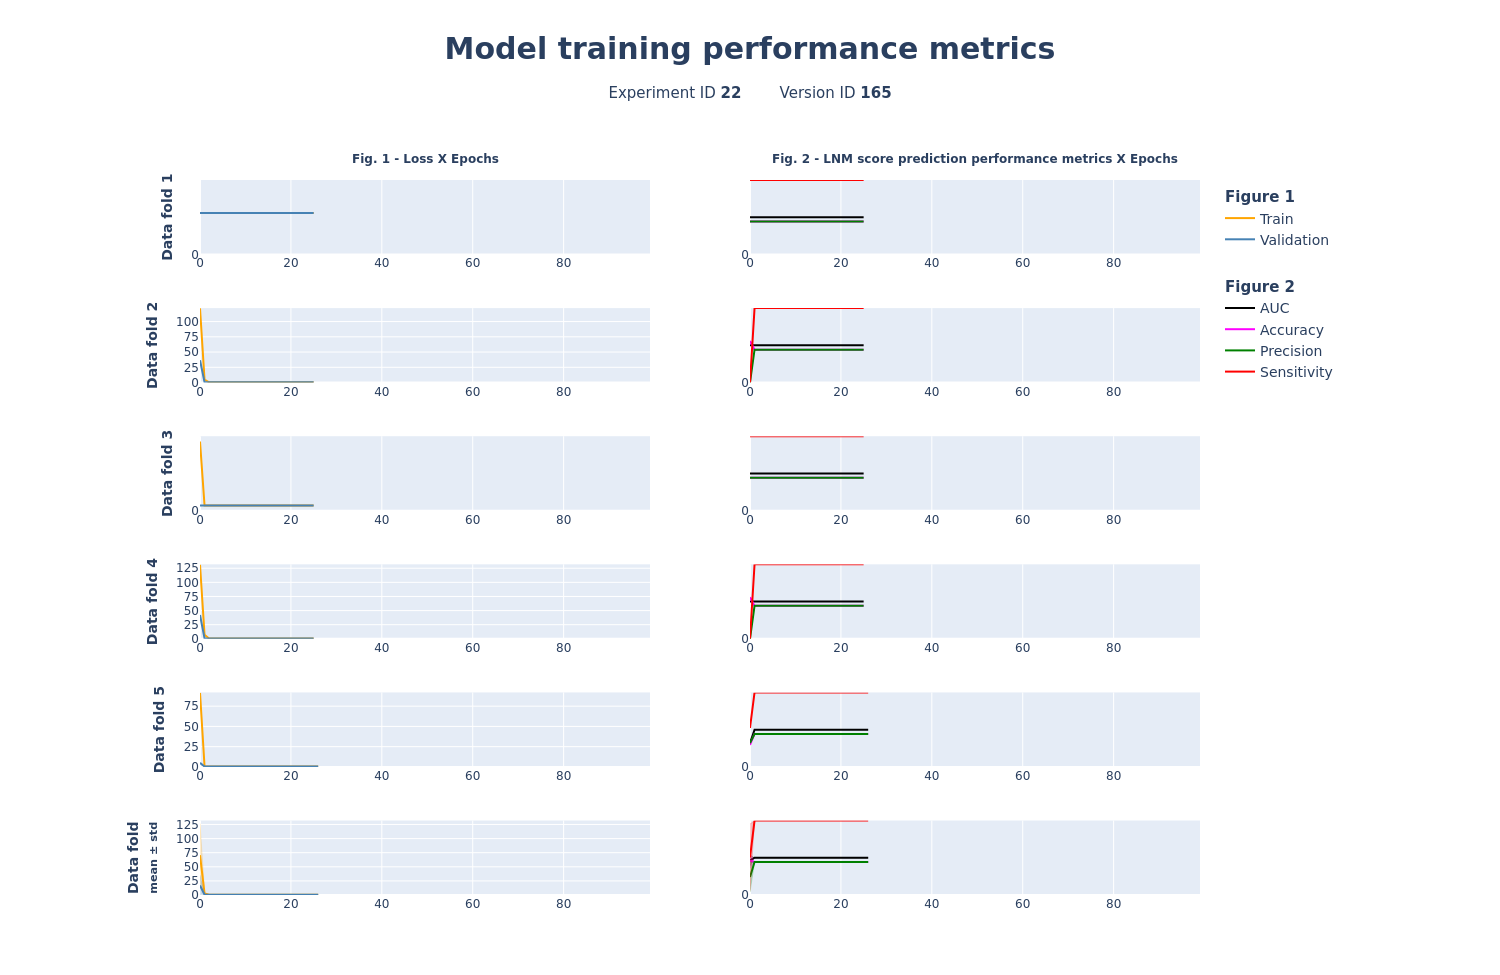 Model training performance metrics
Experiment ID 22 Version ID 165
Fig. 1 - Loss X Epochs
Fig. 2 - LNM score prediction performance metrics X Epochs
Data fold 1
0
0 20 40 60 80
0
0 20 40 60 80
Figure 1
Train
Validation
Figure 2
AUC
Accuracy
Precision
Sensitivity
Data fold 2
100
75
50
25
0
0 20 40 60 80
0
0 20 40 60 80
Data fold 3
0
0 20 40 60 80
0
0 20 40 60 80
Data fold 4
125
100
75
50
25
0
0 20 40 60 80
0
0 20 40 60 80
Data fold 5
75
50
25
0
0 20 40 60 80
0
0 20 40 60 80
Data fold
mean ± std
125
100
75
50
25
0
0 20 40 60 80
0
0 20 40 60 80